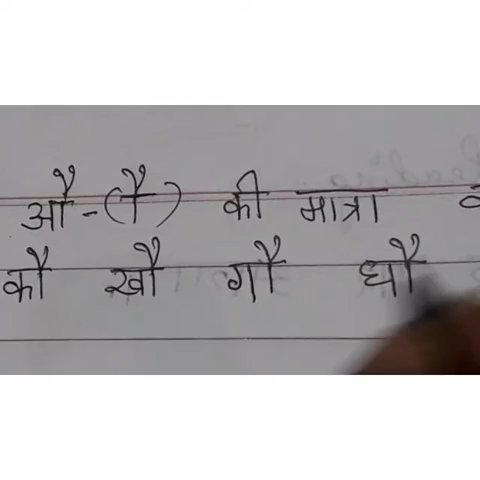 औ-(ौ) की मात्रा
कौ खौ गौ घौ